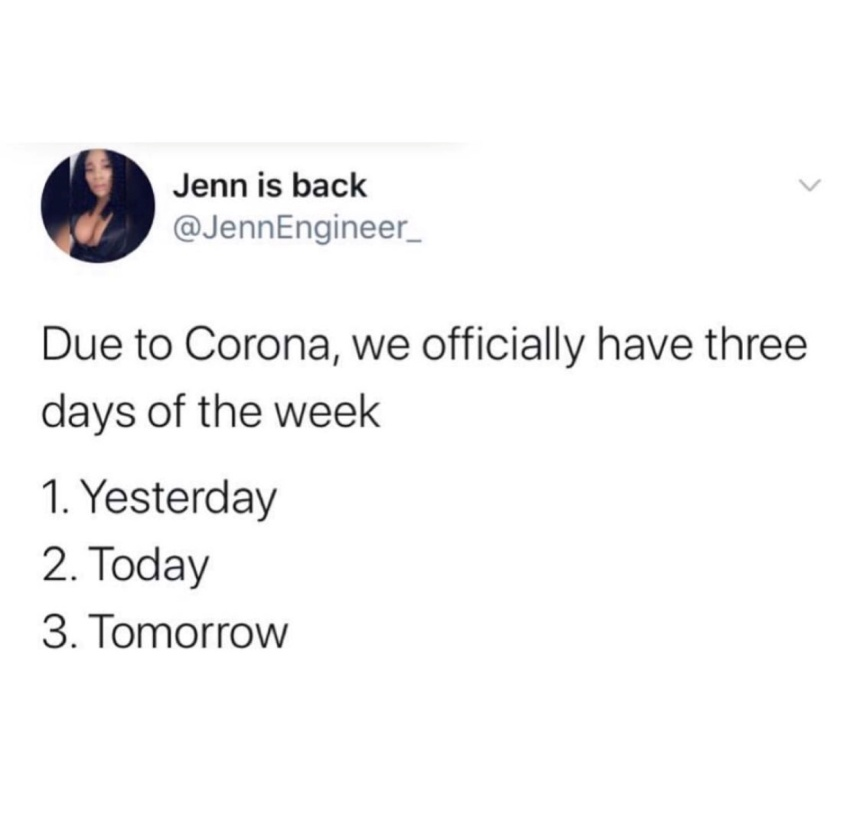 Jenn is back
@JennEngineer_
Due to Corona, we officially have three
days of the week
1. Yesterday
2. Today
3. Tomorrow